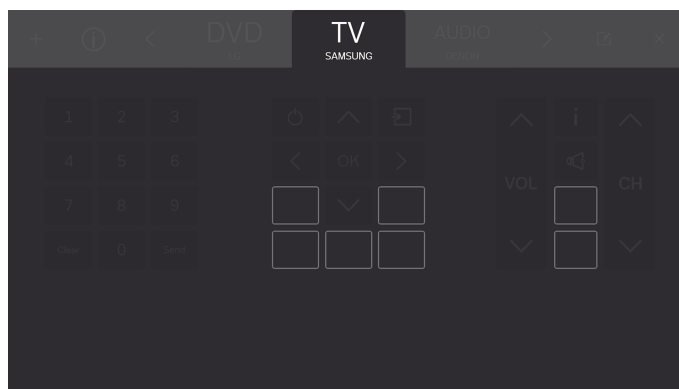 DVD
TV
SAMSUNG
AUDIO
1 2 3
4 5 6
7 8 9
Clear 0 Send
OK
VOL
i
CH